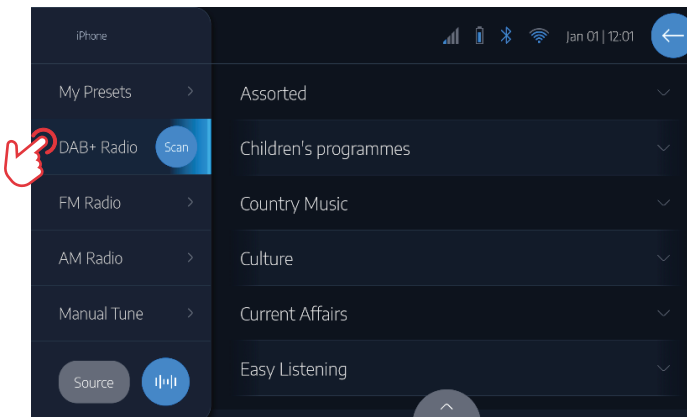 iPhone
Jan 01 | 12:01
My Presets
DAB+ Radio
Scan
FM Radio
AM Radio
Manual Tune
Source
Assorted
Children's programmes
Country Music
Culture
Current Affairs
Easy Listening